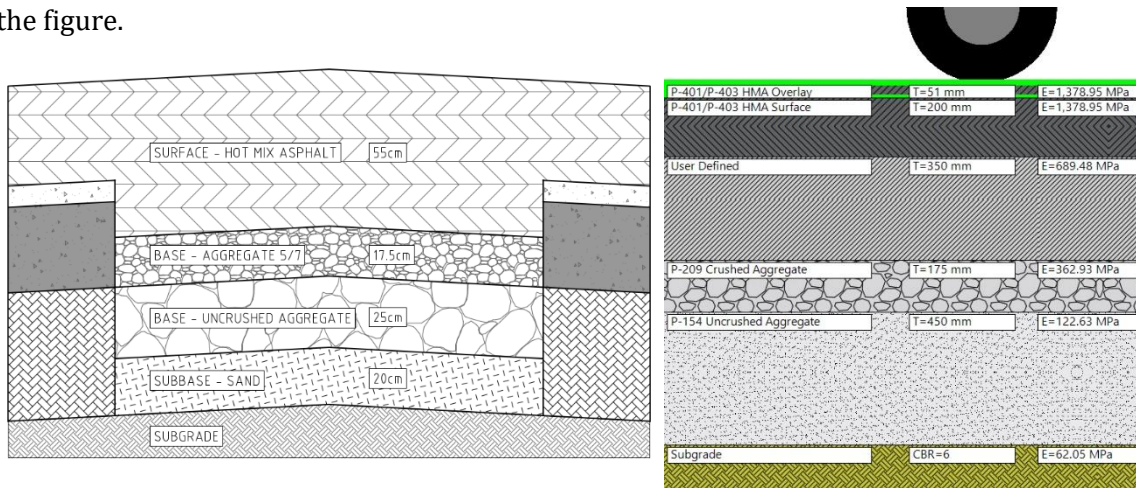 the figure.
SURFACE - HOT MIX ASPHALT 55cm
BASE - AGGREGATE 5/7 17.5cm
BASE - UNCRUSHED AGGREGATE 25cm
SUBBASE - SAND 20cm
SUBGRADE
P-401/P-403 HMA Overlay T=51 mm E=1,378.95 MPa
P-401/P-403 HMA Surface T=200 mm E=1,378.95 MPa
User Defined T=350 mm E=689.48 MPa
P-209 Crushed Aggregate T=175 mm E=362.93 MPa
P-154 Uncrushed Aggregate T=450 mm E=122.63 MPa
Subgrade CBR=6 E=62.05 MPa